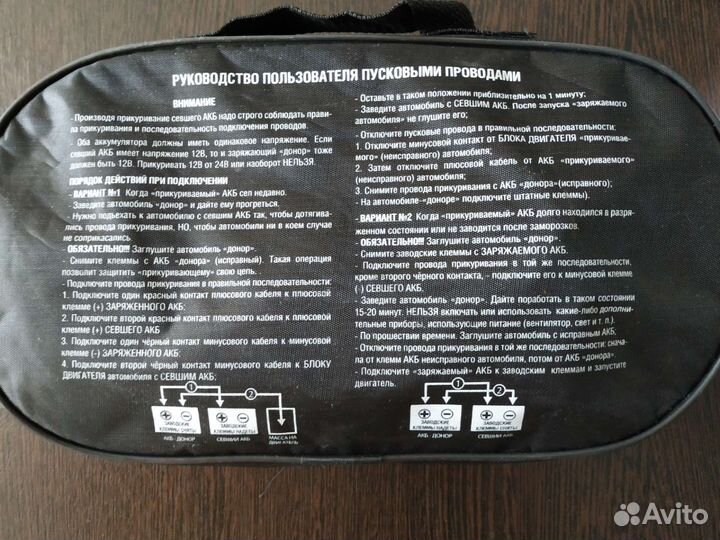 РУКОВОДСТВО ПОЛЬЗОВАТЕЛЯ ПУСКОВЫМИ ПРОВОДАМИ
ВНИМАНИЕ
- Производя прикуривание севшего АКБ надо строго соблюдать прави-
ла прикуривания и последовательность подключения проводов.
- Оба аккумулятора должны иметь одинаковое напряжение. Если
севший АКБ имеет напряжение 12В, то и заряжающий «донор» тоже
должен быть 12В. Прикуривать 12В от 24В или наоборот НЕЛЬЗЯ.
ПОРЯДОК ДЕЙСТВИЙ ПРИ ПОДКЛЮЧЕНИИ
- ВАРИАНТ №1 Когда «прикуриваемый» АКБ сел недавно.
- Заведите автомобиль «донор» и дайте ему прогреться.
- Нужно подъехать к автомобилю с севшим АКБ так, чтобы дотягива-
лись провода прикуривания, НО, чтобы автомобили ни в коем случае
не соприкасались.
- ОБЯЗАТЕЛЬНО!!! Заглушите автомобиль «донор».
- Снимите клеммы с АКБ «донора» (исправный). Такая операция
позволит защитить «прикуривающему» свою цепь.
- Подключите провода прикуривания в правильной последовательности:
1. Подключите один красный контакт плюсового кабеля к плюсовой
клемме (+) ЗАРЯЖЕННОГО АКБ;
2. Подключите второй красный контакт плюсового кабеля к плюсовой
клемме (+) СЕВШЕГО АКБ
3. Подключите один чёрный контакт минусового кабеля к минусовой
клемме (-) ЗАРЯЖЕННОГО АКБ;
4. Подключите второй чёрный контакт минусового кабеля к БЛОКУ
ДВИГАТЕЛЯ автомобиля с СЕВШИМ АКБ;
1
2
ЗАВОДСКИЕ
КЛЕММЫ СНЯТЫ
ЗАВОДСКИЕ
КЛЕММЫ НАДЕТЫ
АКБ - ДОНОР
СЕВШИЙ АКБ
МАССА НА
ДВИГАТЕЛЬ
- Оставьте в таком положении приблизительно на 1 минуту;
- Заведите автомобиль с СЕВШИМ АКБ. После запуска «заряжаемого
автомобиля» не глушите его;
- Отключите пусковые провода в правильной последовательности:
1. Отключите минусовой контакт от БЛОКА ДВИГАТЕЛЯ «прикуривае-
мого» (неисправного) автомобиля;
2. Затем отключите плюсовой кабель от АКБ «прикуриваемого»
(неисправного) автомобиля;
3. Снимите провода прикуривания с АКБ «донора»(исправного);
- На автомобиле-«доноре» подключите штатные клеммы).
- ВАРИАНТ №2 Когда «прикуриваемый» АКБ долго находился в разря-
женном состоянии или не заводится после заморозков.
- ОБЯЗАТЕЛЬНО!!! Заглушите автомобиль «донор».
- Снимите заводские клеммы с ЗАРЯЖАЕМОГО АКБ.
- Подключите провода прикуривания в той же последовательности,
кроме второго чёрного контакта, - подключите его к минусовой клемме
(-) СЕВШЕГО АКБ.
- Заведите автомобиль «донор». Дайте поработать в таком состоянии
15-20 минут. НЕЛЬЗЯ включать или использовать какие-либо дополни-
тельные приборы, использующие питание (вентилятор, свет и т.п.).
- По прошествии времени. Заглушите автомобиль с исправным АКБ,
- Отключите провода прикуривания в той же последовательности: снача-
ла от клемм АКБ неисправного автомобиля, потом от АКБ «донора».
- Подключите «заряжаемый» АКБ к заводским клеммам и запустите
двигатель.
1
2
ЗАВОДСКИЕ
КЛЕММЫ НАДЕТЫ
ЗАВОДСКИЕ
КЛЕММЫ СНЯТЫ
АКБ - ДОНОР
СЕВШИЙ АКБ
Avito